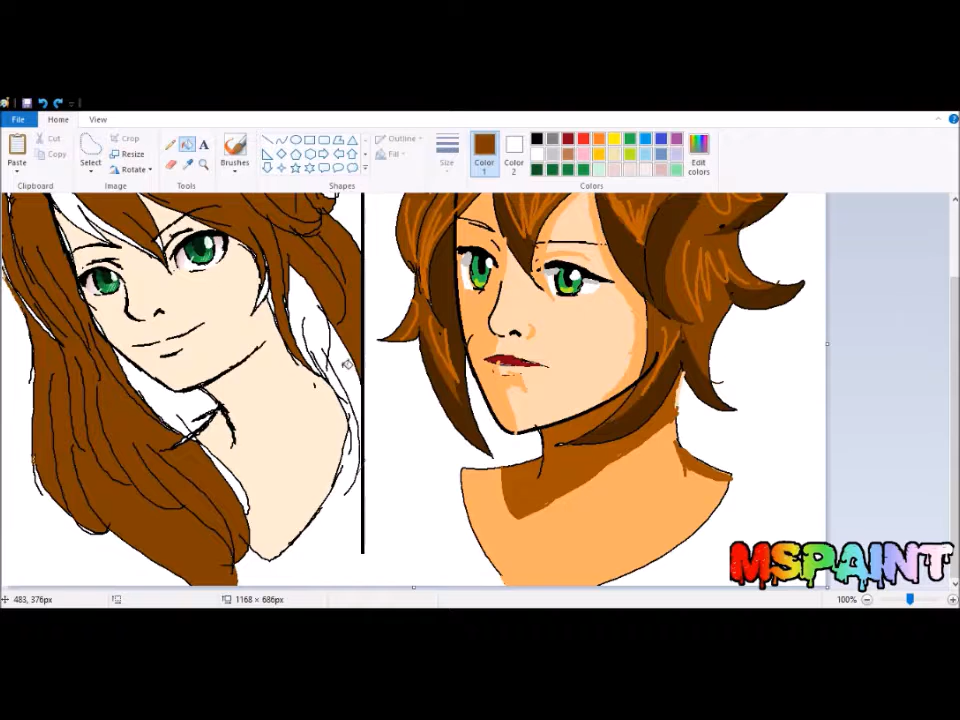 File Home View
Paste
Cut
Copy
Clipboard
Select
Crop
Resize
Rotate
Image
A
Tools
Brushes
Outline
Fill
Shapes
Size
Color
1
Color
2
Edit
colors
Colors
MSPAINT
483, 376px
1168 × 686px
100%